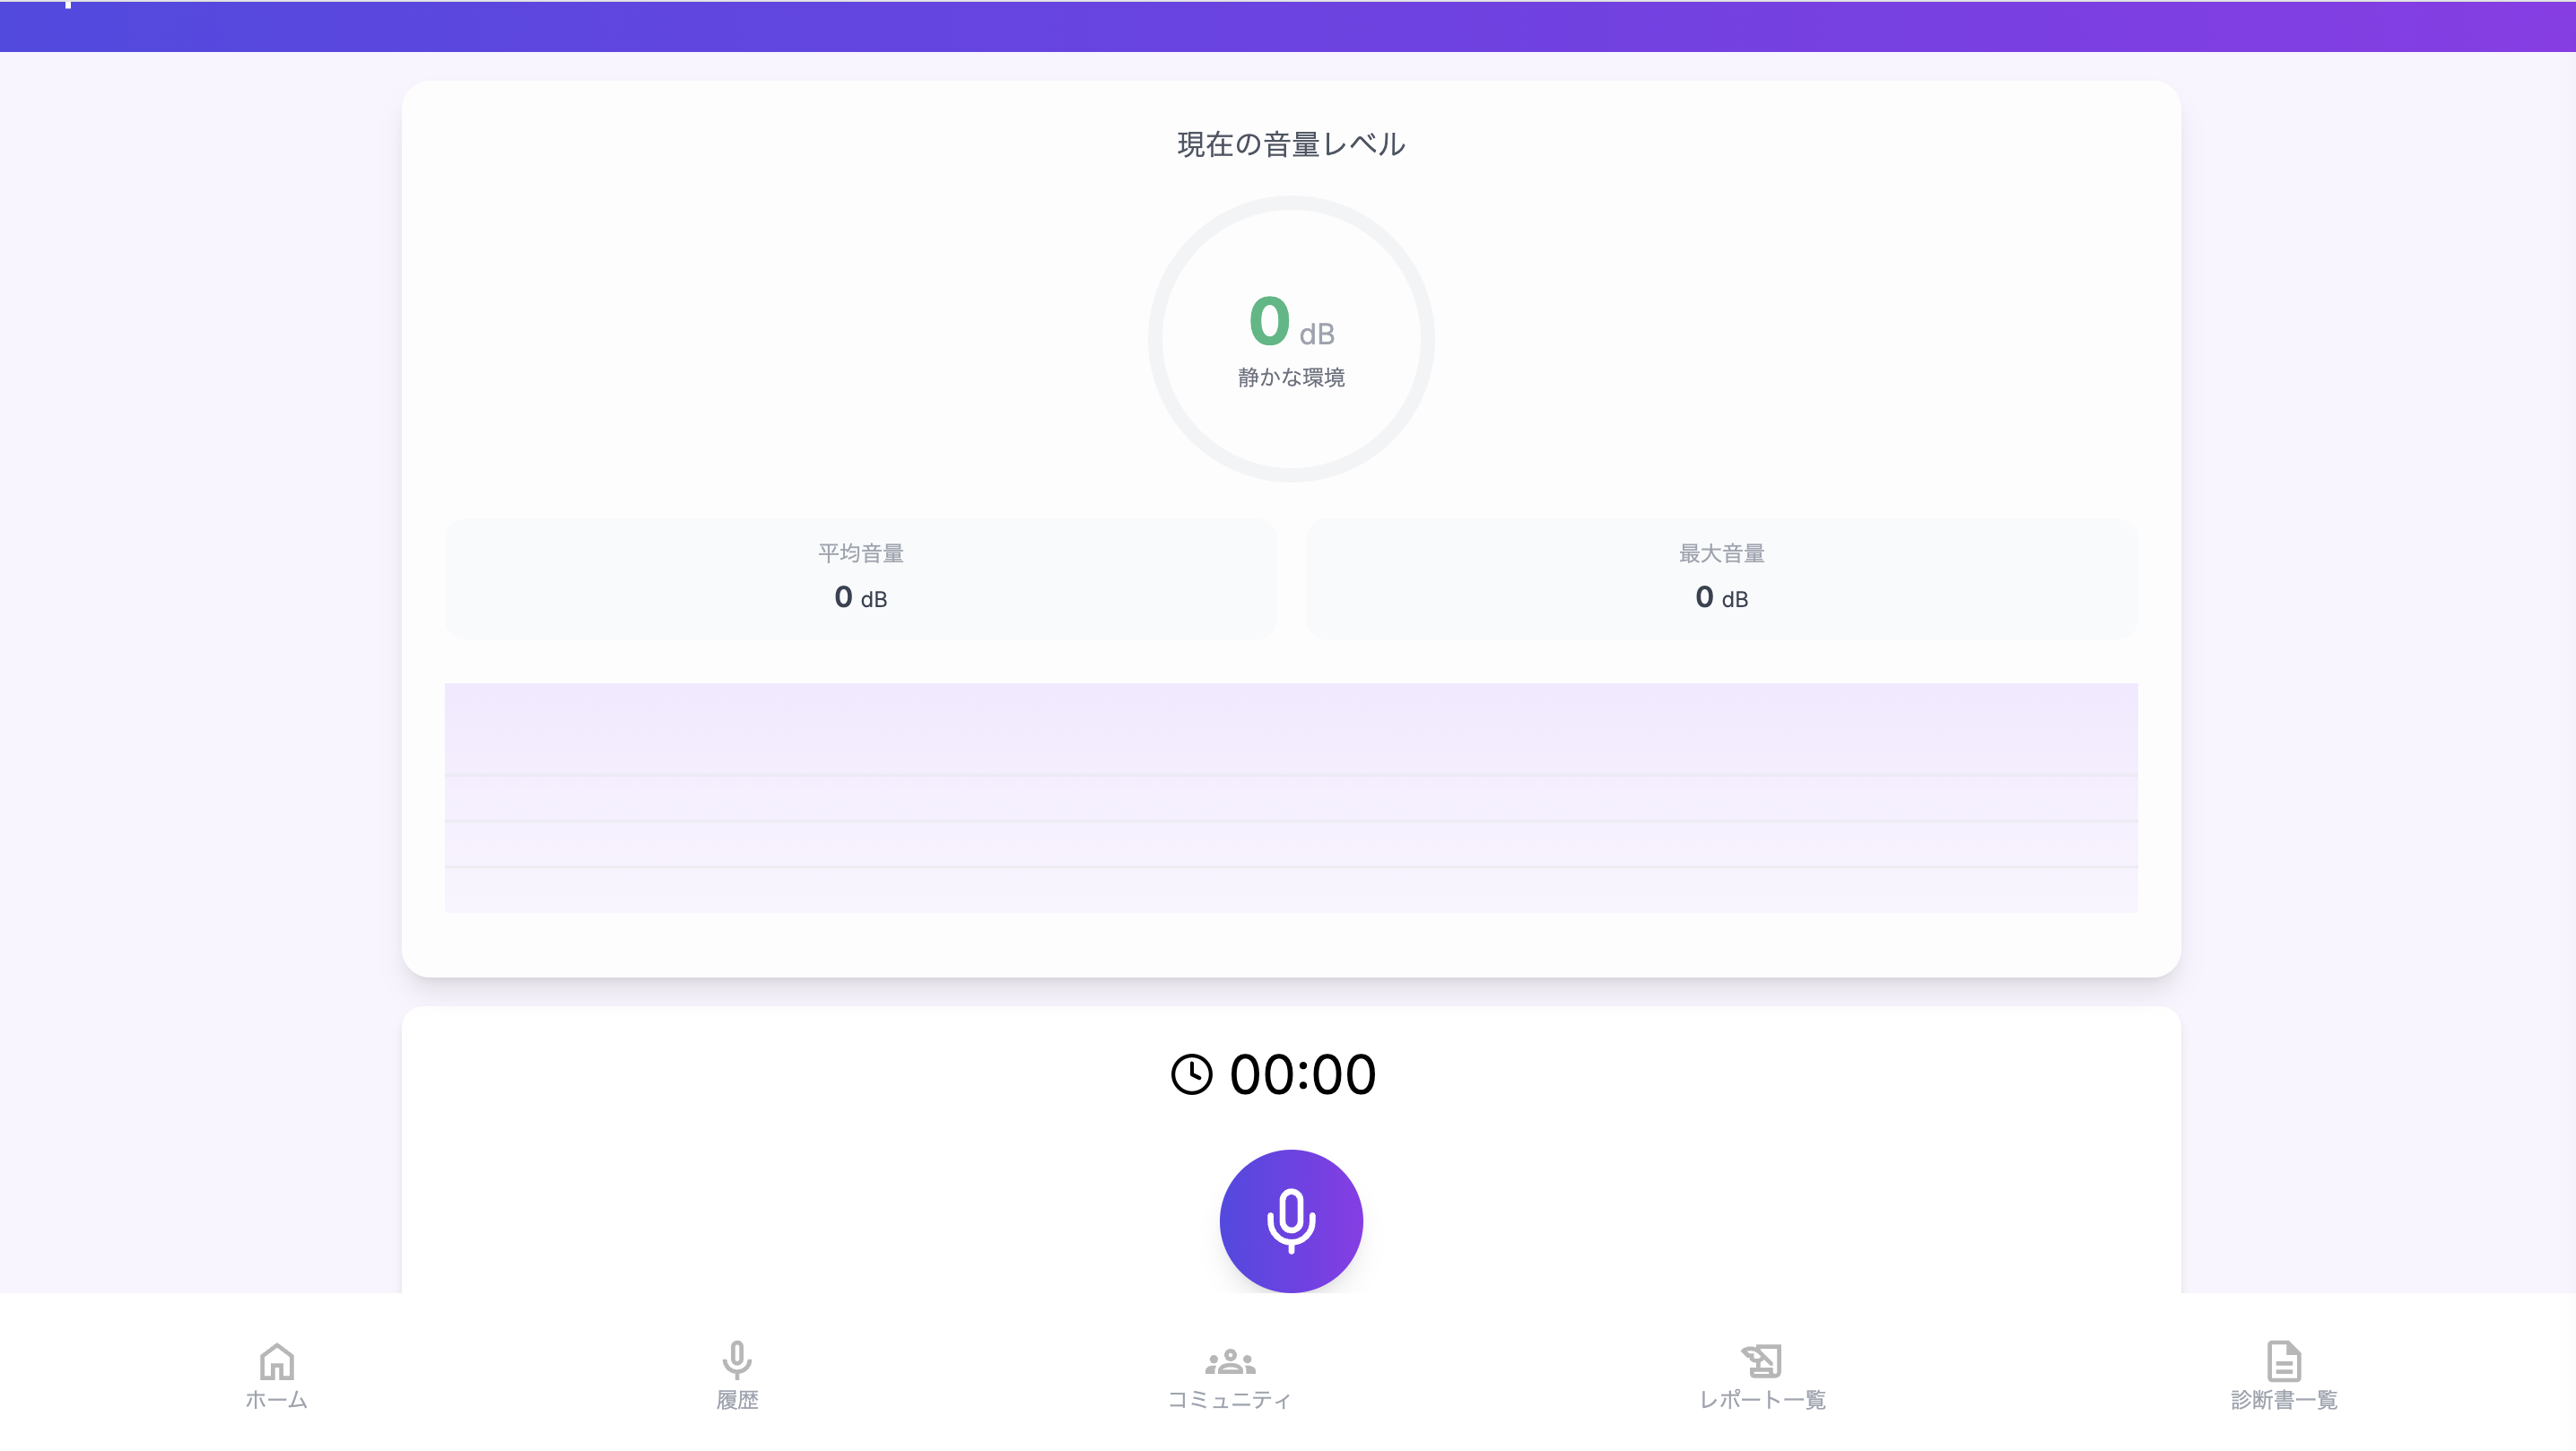 現在の音量レベル
0 dB
静かな環境
平均音量
0 dB
最大音量
0 dB
00:00
ホーム
履歴
コミュニティ
レポート一覧
診断書一覧